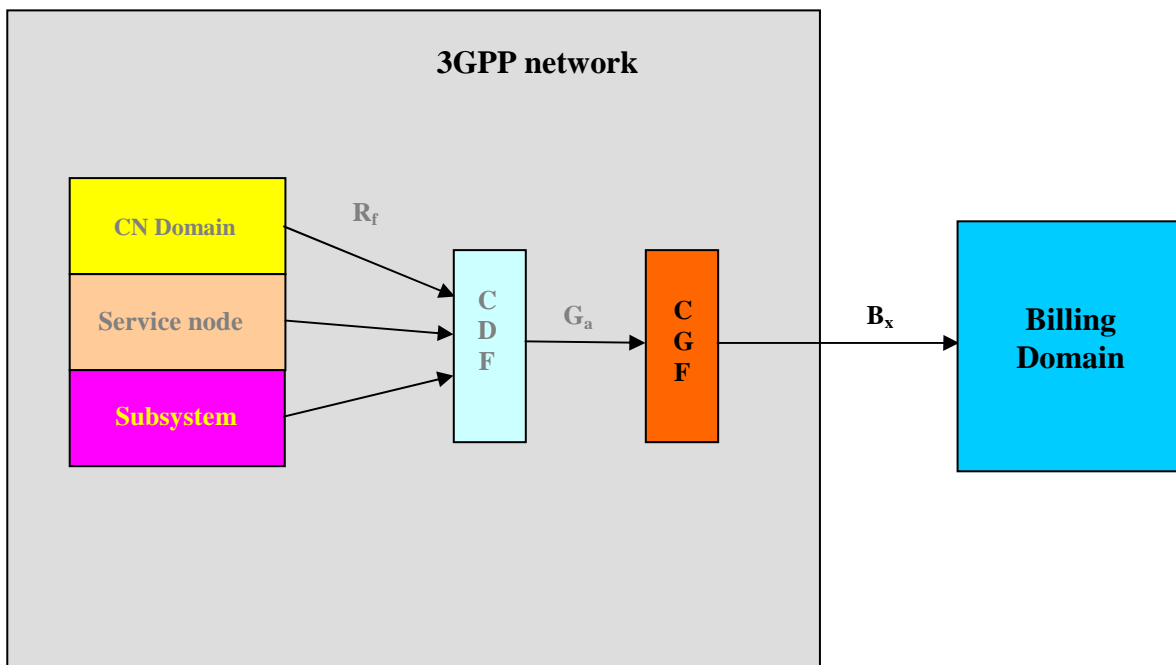 3GPP network
CN Domain
Service node
Subsystem
Rf
C
D
F
Ga
C
G
F
Bx
Billing
Domain